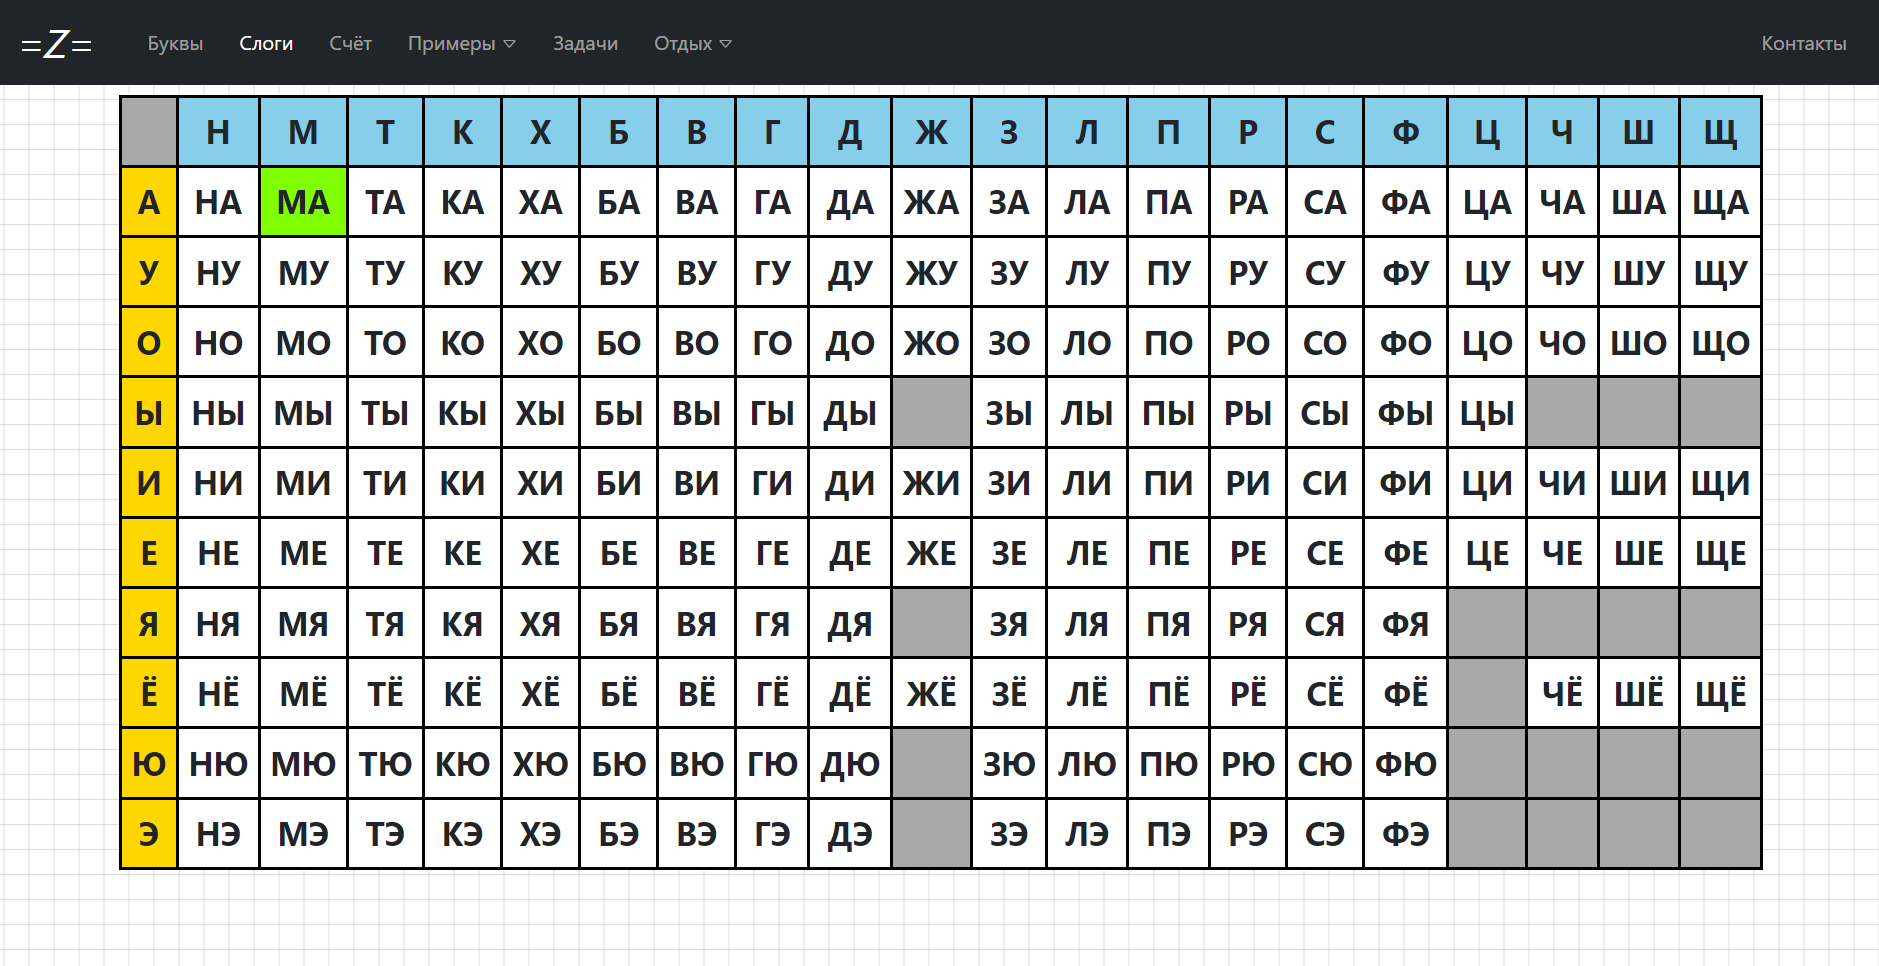 =Z= Буквы Слоги Счёт Примеры Задачи Отдых Контакты
Н М Т К Х Б В Г Д Ж З Л П Р С Ф Ц Ч Ш Щ
А НА МА ТА КА ХА БА ВА ГА ДА ЖА ЗА ЛА ПА РА СА ФА ЦА ЧА ША ЩА
У НУ МУ ТУ КУ ХУ БУ ВУ ГУ ДУ ЖУ ЗУ ЛУ ПУ РУ СУ ФУ ЦУ ЧУ ШУ ЩУ
О НО МО ТО КО ХО БО ВО ГО ДО ЖО ЗО ЛО ПО РО СО ФО ЦО ЧО ШО ЩО
Ы НЫ МЫ ТЫ КЫ ХЫ БЫ ВЫ ГЫ ДЫ ЗЫ ЛЫ ПЫ РЫ СЫ ФЫ ЦЫ
И НИ МИ ТИ КИ ХИ БИ ВИ ГИ ДИ ЖИ ЗИ ЛИ ПИ РИ СИ ФИ ЦИ ЧИ ШИ ЩИ
Е НЕ МЕ ТЕ КЕ ХЕ БЕ ВЕ ГЕ ДЕ ЖЕ ЗЕ ЛЕ ПЕ РЕ СЕ ФЕ ЦЕ ЧЕ ШЕ ЩЕ
Я НЯ МЯ ТЯ КЯ ХЯ БЯ ВЯ ГЯ ДЯ ЗЯ ЛЯ ПЯ РЯ СЯ ФЯ
Ё НЁ МЁ ТЁ КЁ ХЁ БЁ ВЁ ГЁ ДЁ ЖЁ ЗЁ ЛЁ ПЁ РЁ СЁ ФЁ ЧЁ ШЁ ЩЁ
Ю НЮ МЮ ТЮ КЮ ХЮ БЮ ВЮ ГЮ ДЮ ЗЮ ЛЮ ПЮ РЮ СЮ ФЮ
Э НЭ МЭ ТЭ КЭ ХЭ БЭ ВЭ ГЭ ДЭ ЗЭ ЛЭ ПЭ РЭ СЭ ФЭ